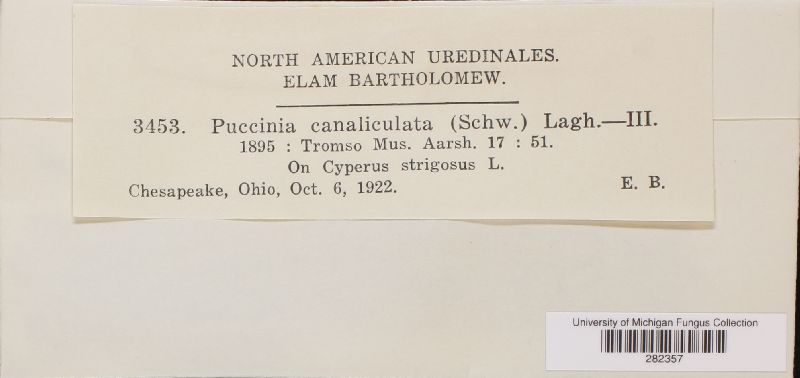 NORTH AMERICAN UREDINALES.
ELAM BARTHOLOMEW.
3453. Puccinia canaliculata (Schw.) Lagh.—III.
1895 : Tromso Mus. Aarsh. 17 : 51.
On Cyperus strigosus L.
Chesapeake, Ohio, Oct. 6, 1922. E. B.
University of Michigan Fungus Collection
282357